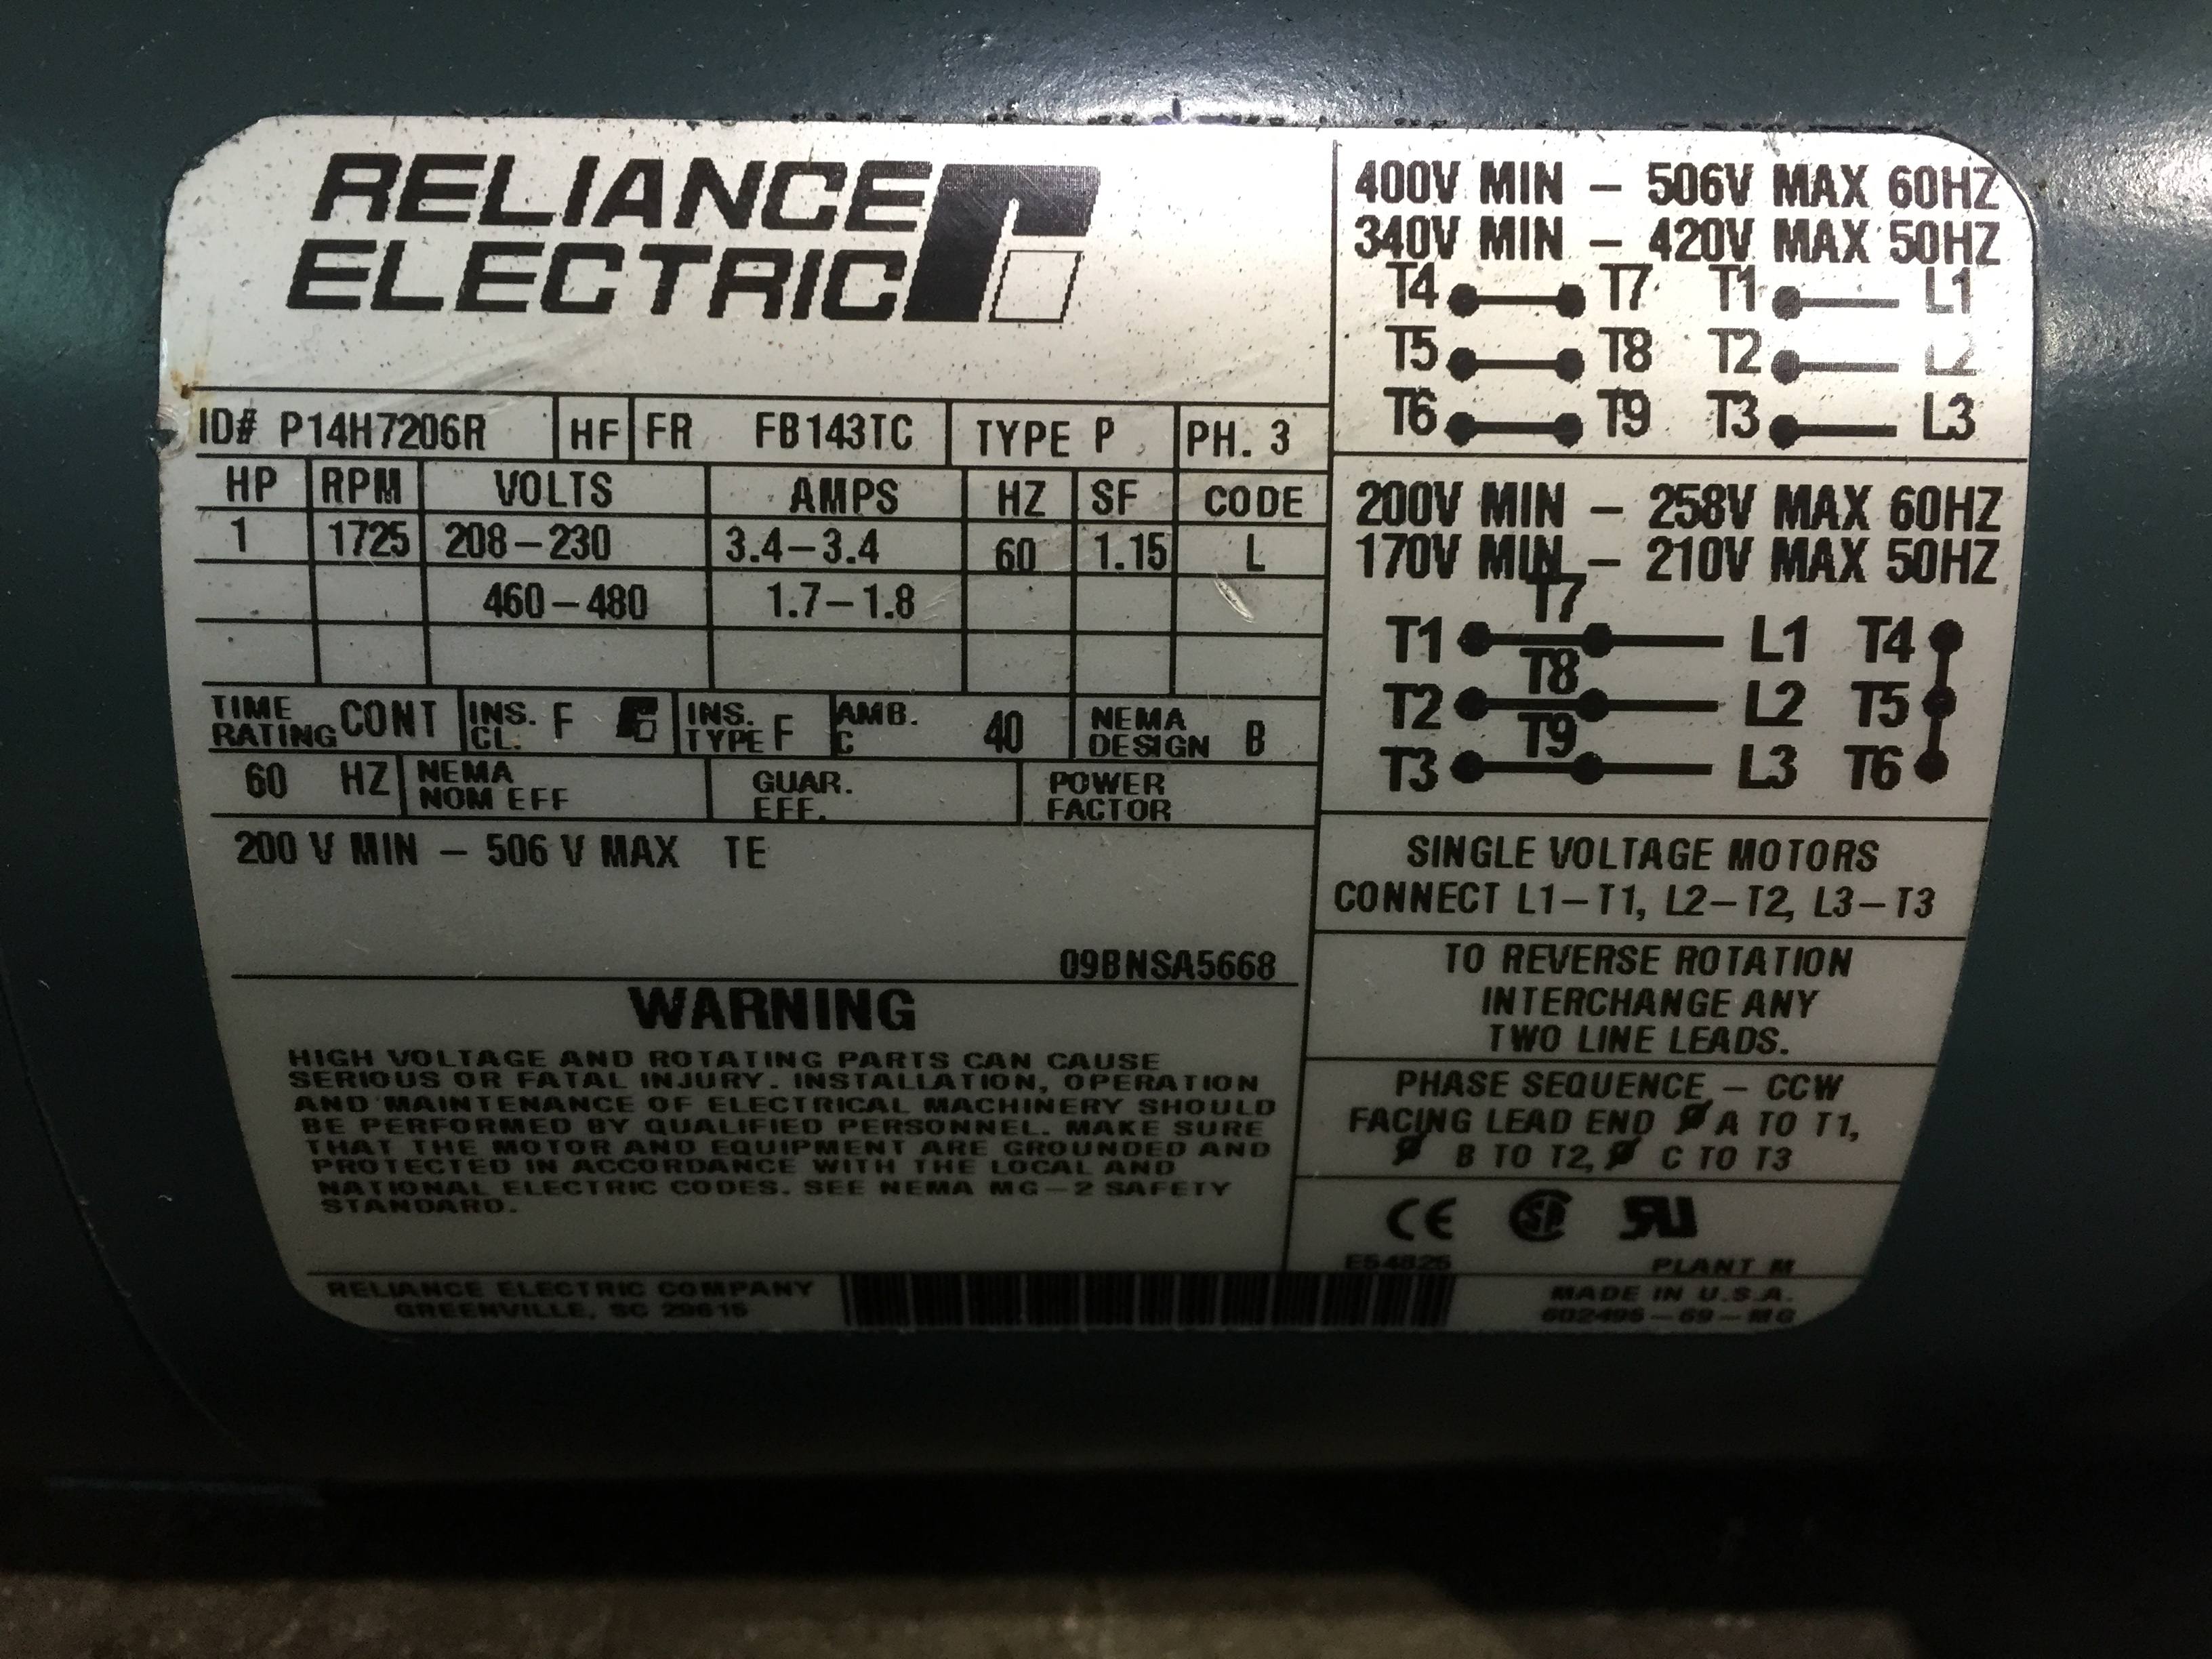 RELIANCE
ELECTRIC
ID# P14H7206R HF FR FB143TC TYPE P PH. 3
HP RPM VOLTS AMPS HZ SF CODE
1 1725 208-230 3.4-3.4 60 1.15 L
460-480 1.7-1.8
TIME RATING CONT INS. CL. F INS. TYPE F AMB. C 40 NEMA DESIGN B
60 HZ NEMA NOM EFF GUAR. EFF. POWER FACTOR
200 V MIN - 506 V MAX TE
09BNSA5668
WARNING
HIGH VOLTAGE AND ROTATING PARTS CAN CAUSE
SERIOUS OR FATAL INJURY. INSTALLATION, OPERATION
AND MAINTENANCE OF ELECTRICAL MACHINERY SHOULD
BE PERFORMED BY QUALIFIED PERSONNEL. MAKE SURE
THAT THE MOTOR AND EQUIPMENT ARE GROUNDED AND
PROTECTED IN ACCORDANCE WITH THE LOCAL AND
NATIONAL ELECTRIC CODES. SEE NEMA MG-2 SAFETY
STANDARD.
RELIANCE ELECTRIC COMPANY
GREENVILLE, SC 29615
400V MIN - 506V MAX 60HZ
340V MIN - 420V MAX 50HZ
T4 T7 T1 L1
T5 T8 T2 L2
T6 T9 T3 L3
200V MIN - 258V MAX 60HZ
170V MIN - 210V MAX 50HZ
T7
T1 L1 T4
T8
T2 L2 T5
T9
T3 L3 T6
SINGLE VOLTAGE MOTORS
CONNECT L1-T1, L2-T2, L3-T3
TO REVERSE ROTATION
INTERCHANGE ANY
TWO LINE LEADS.
PHASE SEQUENCE - CCW
FACING LEAD END Ø A TO T1,
Ø B TO T2, Ø C TO T3
CE SA RU
E54825 PLANT M
MADE IN U.S.A.
602496-69-MG